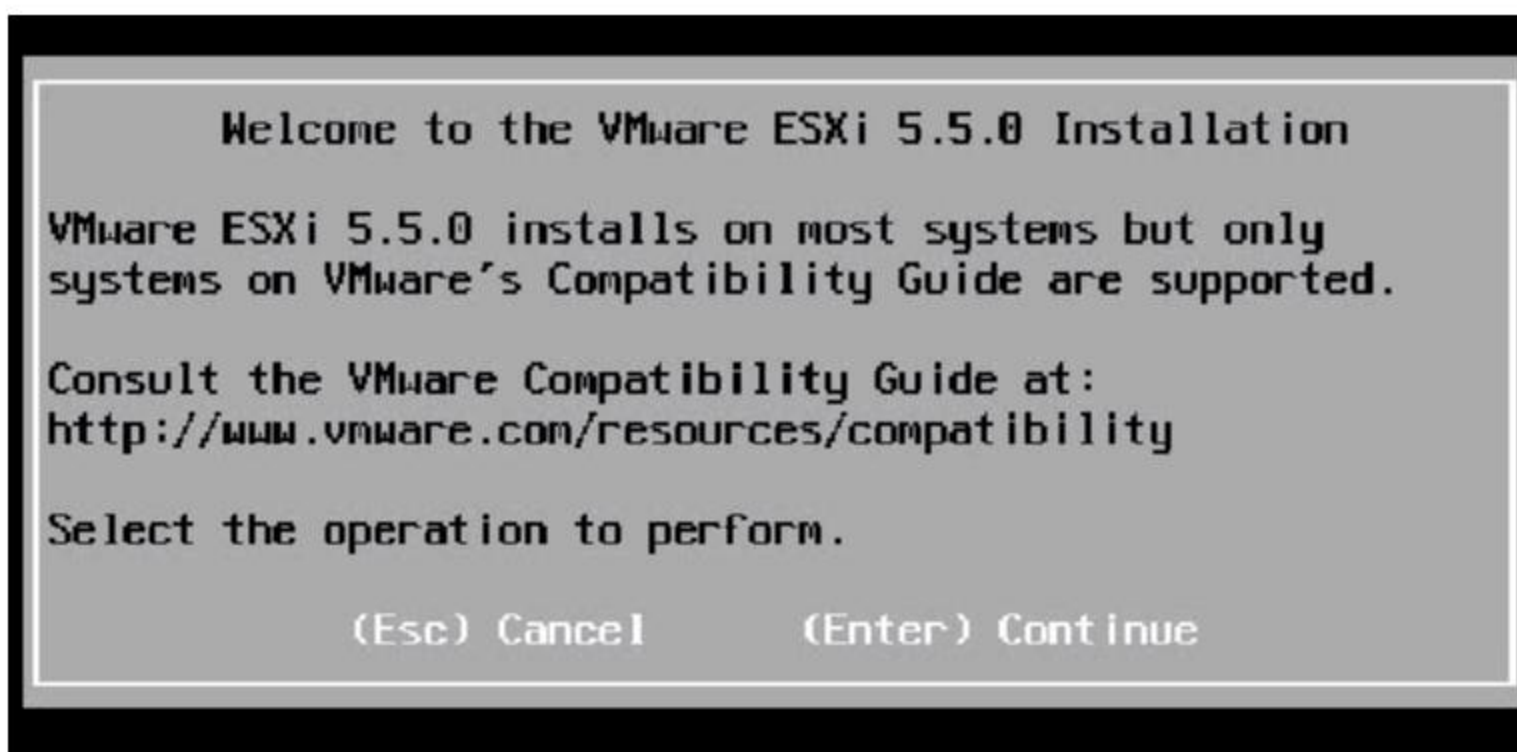 Welcome to the VMware ESXi 5.5.0 Installation
VMware ESXi 5.5.0 installs on most systems but only
systems on VMware's Compatibility Guide are supported.
Consult the VMware Compatibility Guide at:
http://www.vmware.com/resources/compatibility
Select the operation to perform.
(Esc) Cancel (Enter) Continue